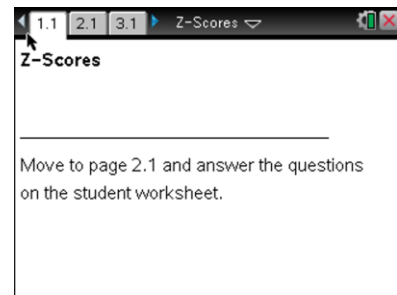 1.1 2.1 3.1 Z-Scores
Z-Scores
Move to page 2.1 and answer the questions
on the student worksheet.